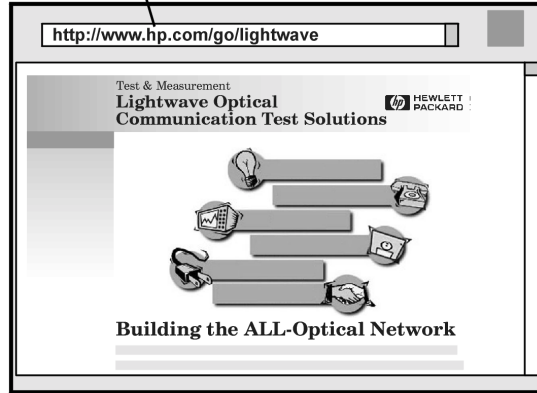 http://www.hp.com/go/lightwave
Test & Measurement
Lightwave Optical
Communication Test Solutions
hp HEWLETT
PACKARD
Building the ALL-Optical Network